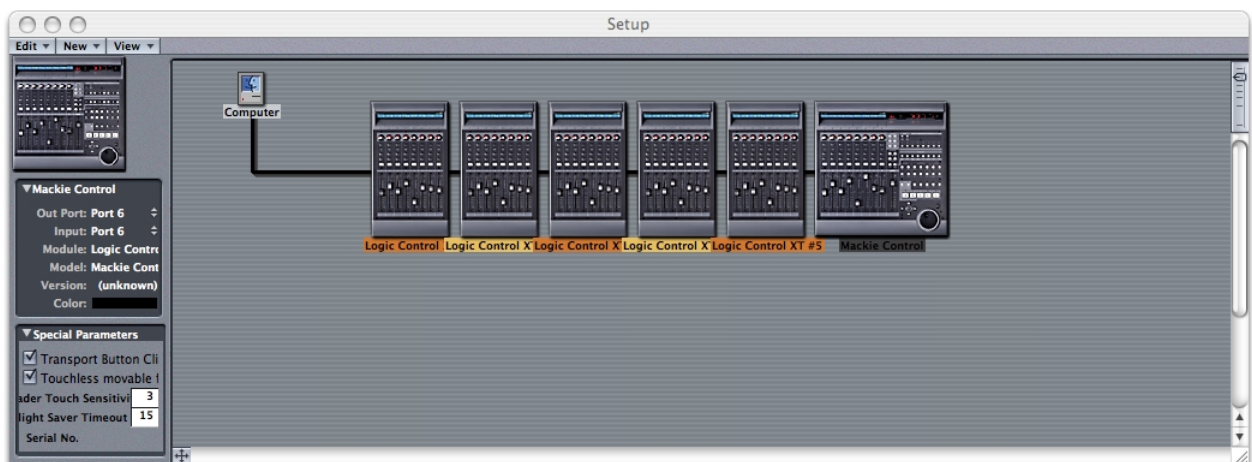 Setup
Edit New View
Computer
Logic Control
Logic Control X
Logic Control X
Logic Control X
Logic Control XT #5
Mackie Control
Mackie Control
Out Port: Port 6
Input: Port 6
Module: Logic Contro
Model: Mackie Cont
Version: (unknown)
Color:
Special Parameters
Transport Button Cli
Touchless movable f
ader Touch Sensitivi 3
light Saver Timeout 15
Serial No.